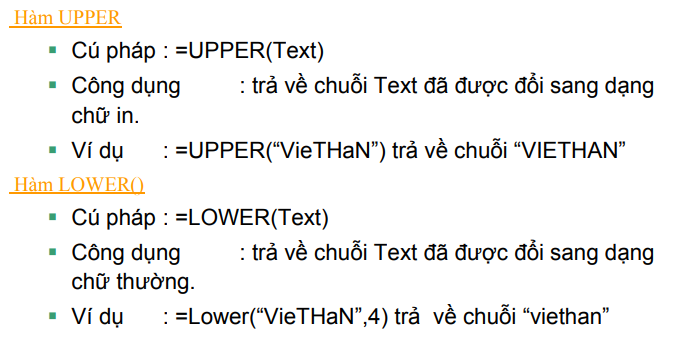 Hàm UPPER
▪ Cú pháp : =UPPER(Text)
▪ Công dụng : trả về chuỗi Text đã được đổi sang dạng
chữ in.
▪ Ví dụ : =UPPER(“VieTHaN”) trả về chuỗi “VIETHAN”
Hàm LOWER()
▪ Cú pháp : =LOWER(Text)
▪ Công dụng : trả về chuỗi Text đã được đổi sang dạng
chữ thường.
▪ Ví dụ : =Lower(“VieTHaN”,4) trả về chuỗi “viethan”